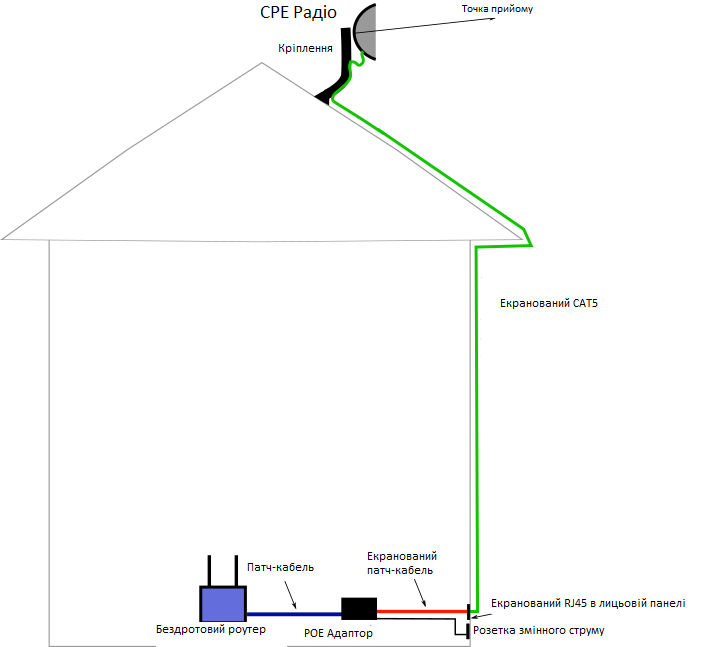 CPE Радіо
Точка прийому
Кріплення
Екранований CAT5
Екранований
патч-кабель
Патч-кабель
Екранований RJ45 в лицьовій панелі
Бездротовий роутер
POE Адаптор
Розетка змінного струму